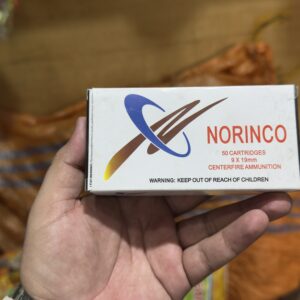 NORINCO
50 CARTRIDGES
9 X 19mm
CENTERFIRE AMMUNITION
WARNING: KEEP OUT OF REACH OF CHILDREN